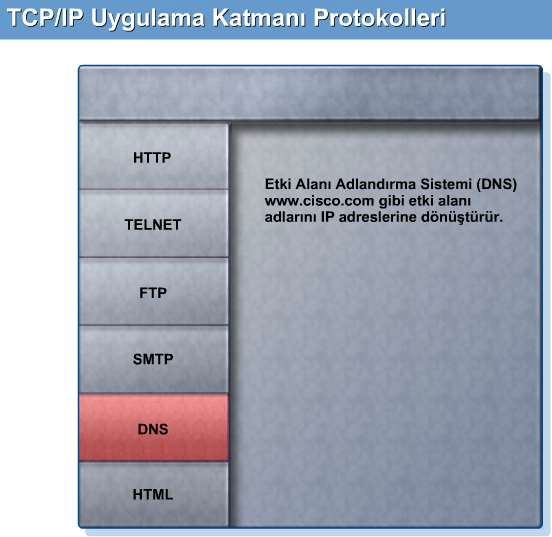 TCP/IP Uygulama Katmanı Protokolleri
HTTP
TELNET
FTP
SMTP
DNS
HTML
Etki Alanı Adlandırma Sistemi (DNS)
www.cisco.com gibi etki alanı
adlarını IP adreslerine dönüştürür.